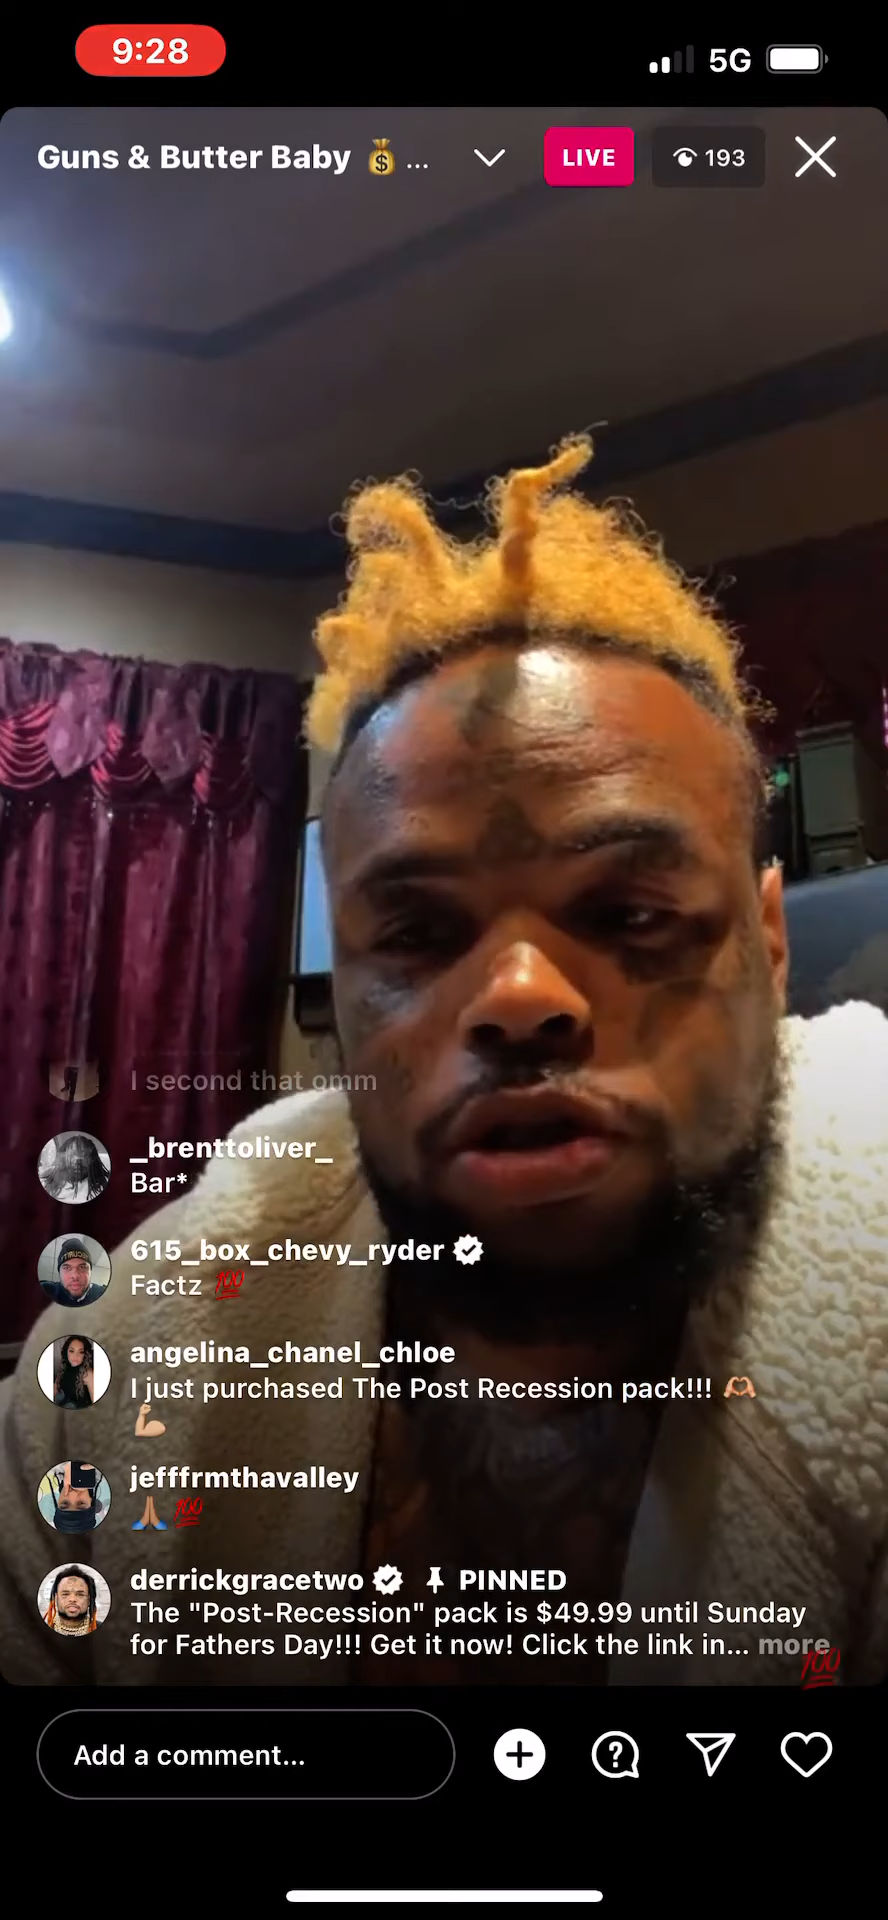 9:28
5G
Guns & Butter Baby 💰 ...
LIVE
193
I second that omm
_brenttoliver_
Bar*
615_box_chevy_ryder
Factz 💯
angelina_chanel_chloe
I just purchased The Post Recession pack!!! 🫶🏼
💪🏼
jefffrmthavalley
🙏🏽💯
derrickgracetwo PINNED
The "Post-Recession" pack is $49.99 until Sunday
for Fathers Day!!! Get it now! Click the link in... more
💯
Add a comment...